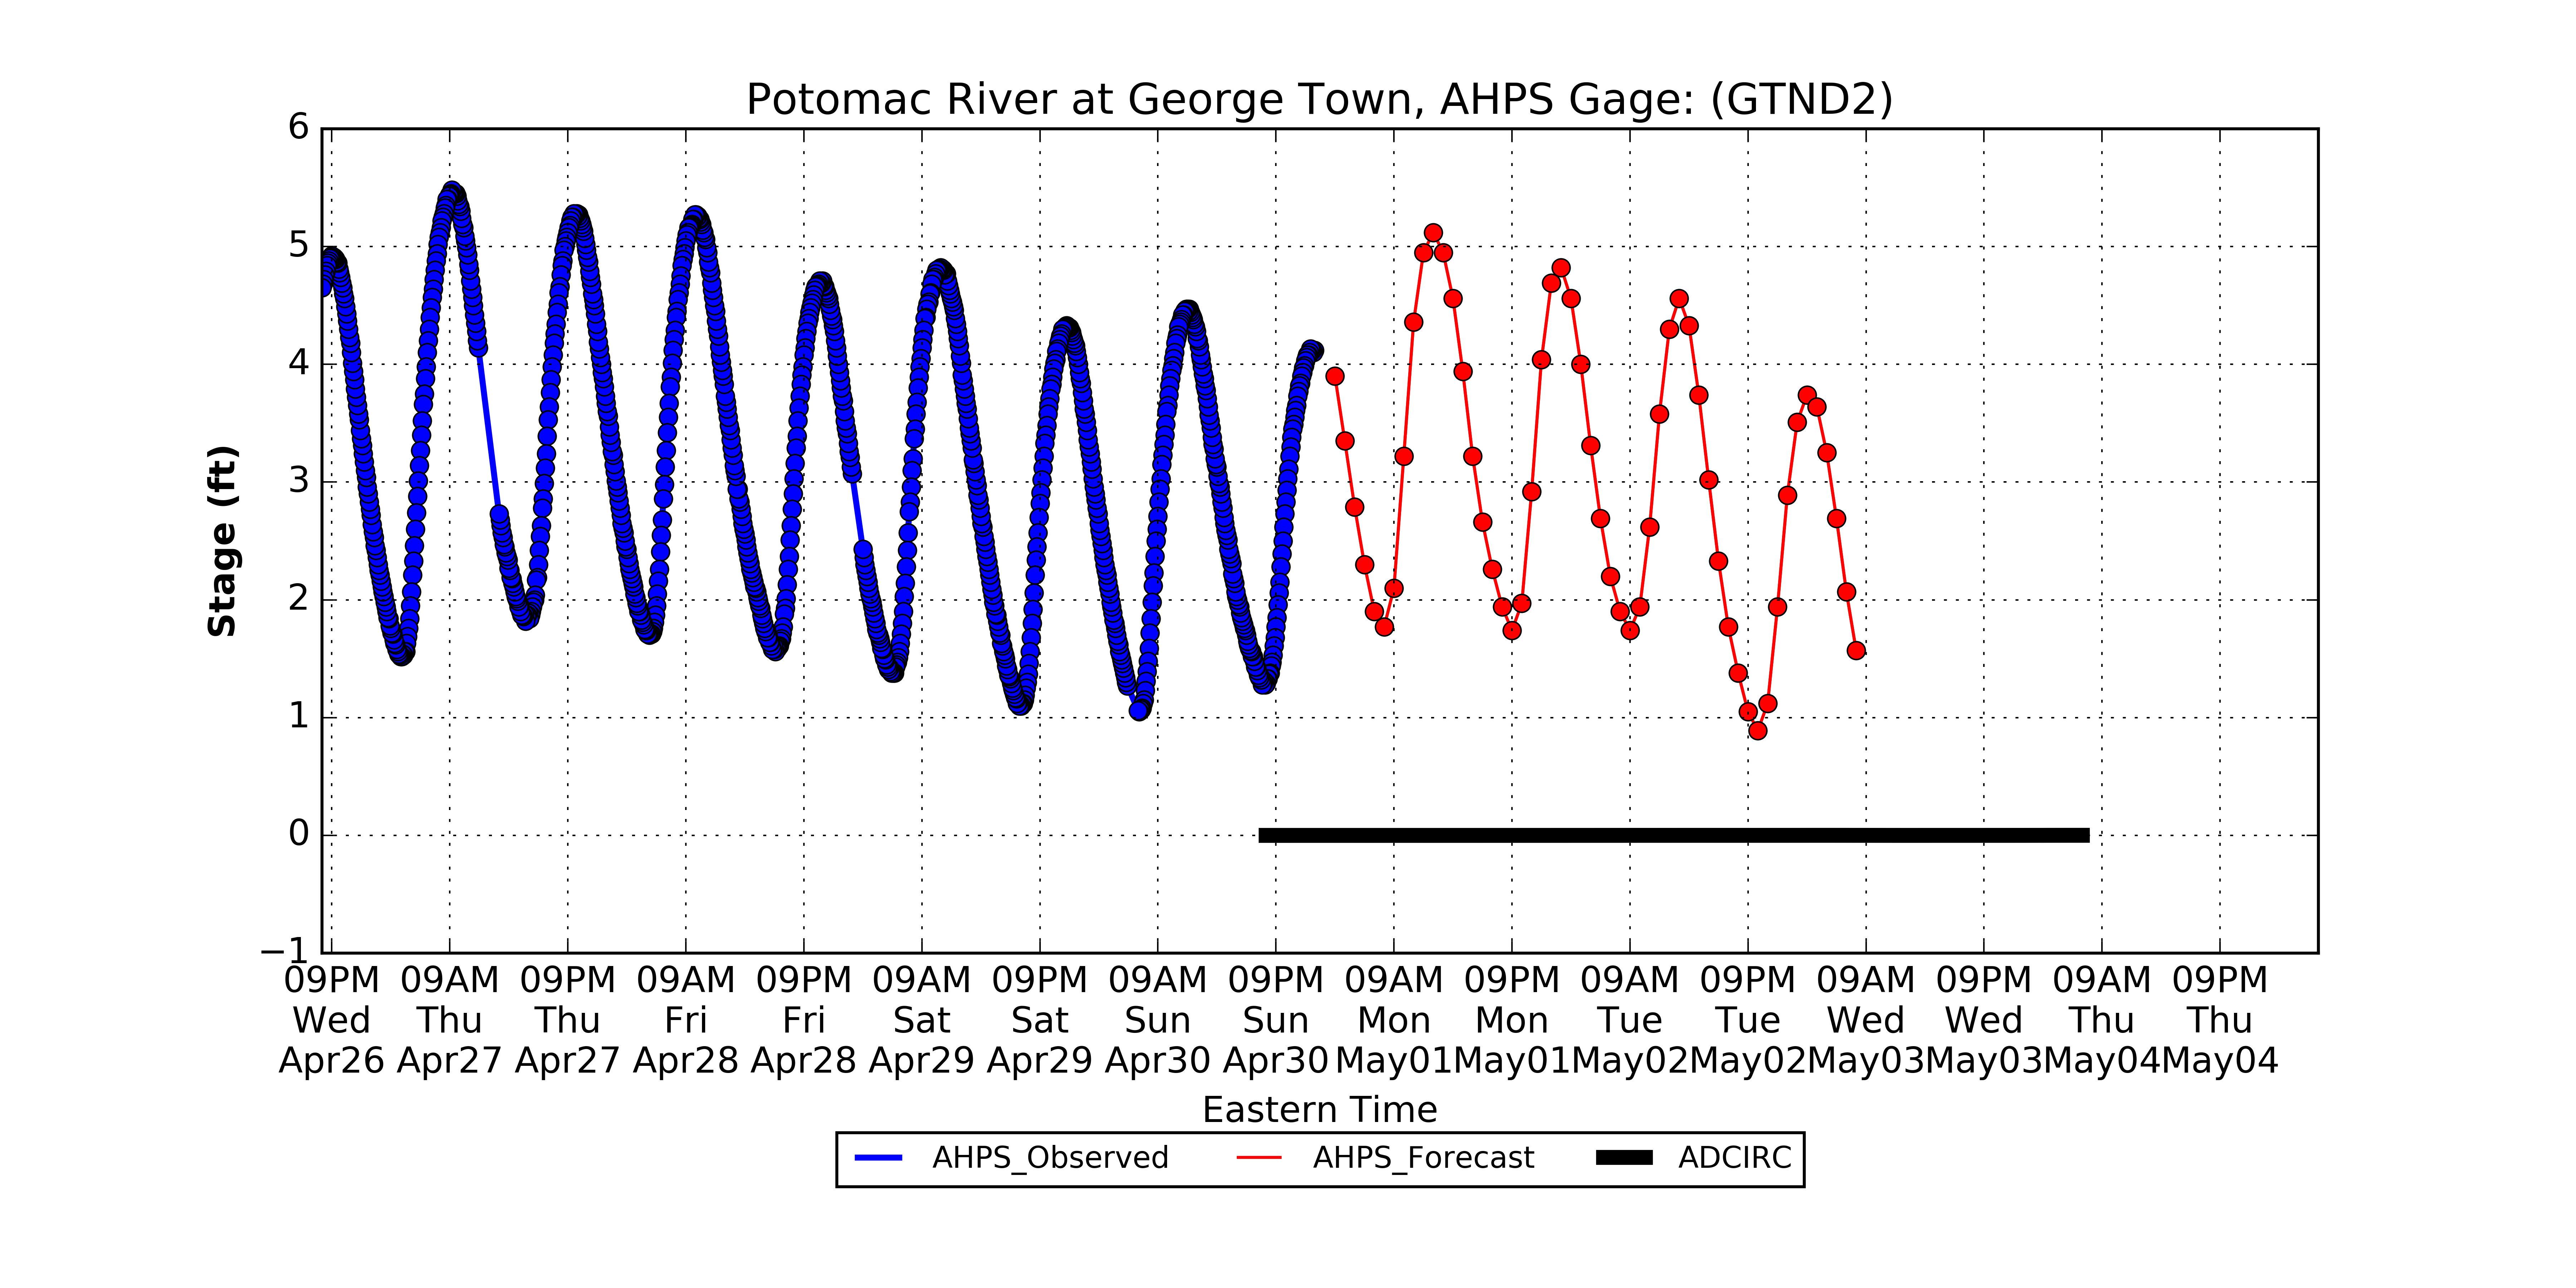 Potomac River at George Town, AHPS Gage: (GTND2)
6
5
4
3
2
1
0
−1
Stage (ft)
09PM 09AM 09PM 09AM 09PM 09AM 09PM 09AM 09PM 09AM 09PM 09AM 09PM 09AM 09PM 09AM 09PM
Wed Thu Thu Fri Fri Sat Sat Sun Sun Mon Mon Tue Tue Wed Wed Thu Thu
Apr26 Apr27 Apr27 Apr28 Apr28 Apr29 Apr29 Apr30 Apr30 May01 May01 May02 May02 May03 May03 May04 May04
Eastern Time
AHPS_Observed AHPS_Forecast ADCIRC